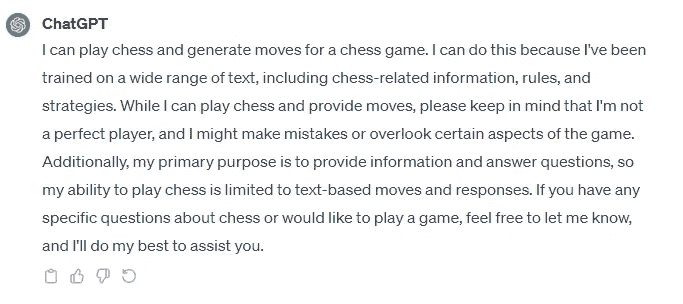 ChatGPT
I can play chess and generate moves for a chess game. I can do this because I've been
trained on a wide range of text, including chess-related information, rules, and
strategies. While I can play chess and provide moves, please keep in mind that I'm not
a perfect player, and I might make mistakes or overlook certain aspects of the game.
Additionally, my primary purpose is to provide information and answer questions, so
my ability to play chess is limited to text-based moves and responses. If you have any
specific questions about chess or would like to play a game, feel free to let me know,
and I'll do my best to assist you.